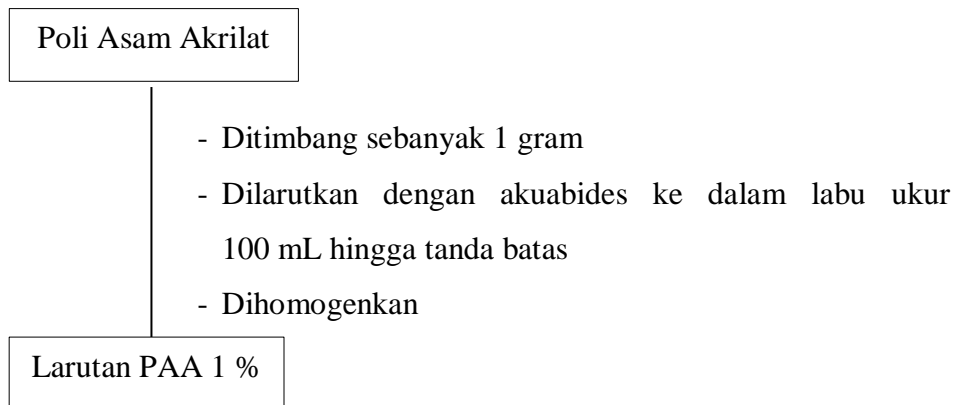 Poli Asam Akrilat
- Ditimbang sebanyak 1 gram
- Dilarutkan dengan akuabides ke dalam labu ukur
100 mL hingga tanda batas
- Dihomogenkan
Larutan PAA 1 %